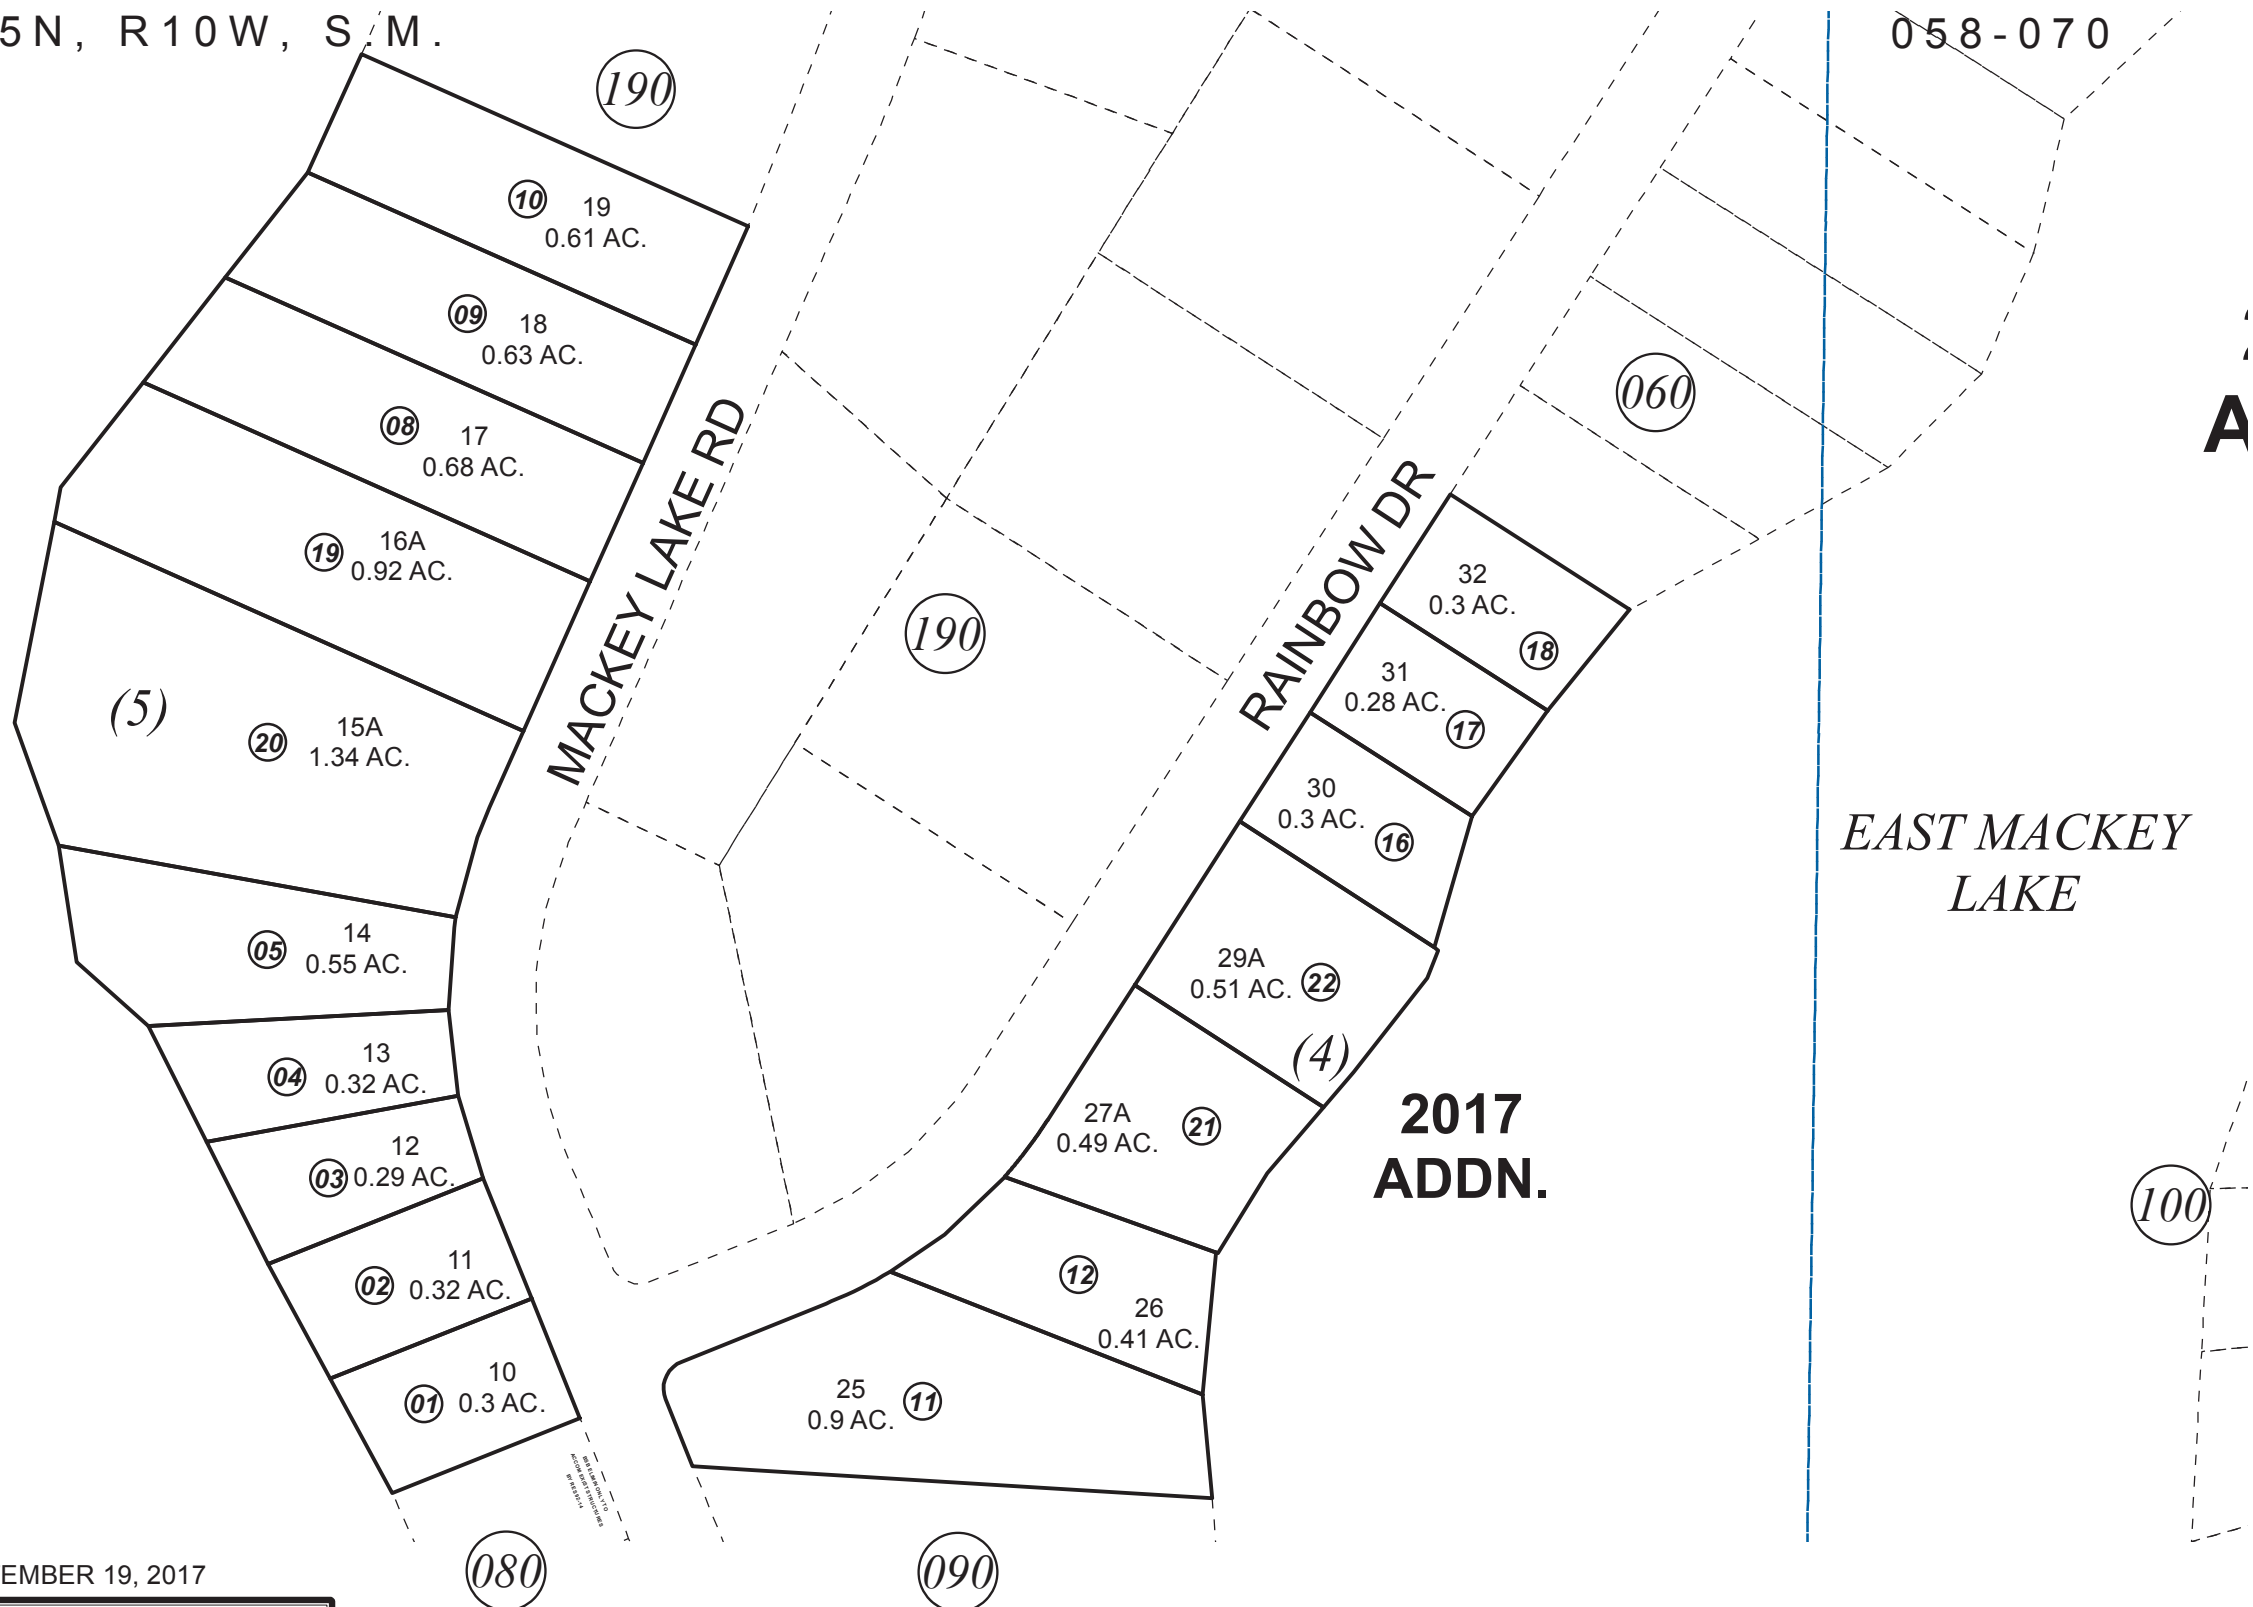 5N, R10W, S.M.
058-070
190
10
19
0.61 AC.
09
18
0.63 AC.
08
17
0.68 AC.
19
16A
0.92 AC.
(5)
20
15A
1.34 AC.
05
14
0.55 AC.
04
13
0.32 AC.
03
12
0.29 AC.
02
11
0.32 AC.
01
10
0.3 AC.
MACKEY LAKE RD
190
RAINBOW DR
060
32
0.3 AC.
18
31
0.28 AC.
17
30
0.3 AC.
16
29A
0.51 AC.
22
(4)
27A
0.49 AC.
21
12
26
0.41 AC.
25
0.9 AC.
11
2017
ADDN.
EAST MACKEY
LAKE
A
100
080
090
EMBER 19, 2017